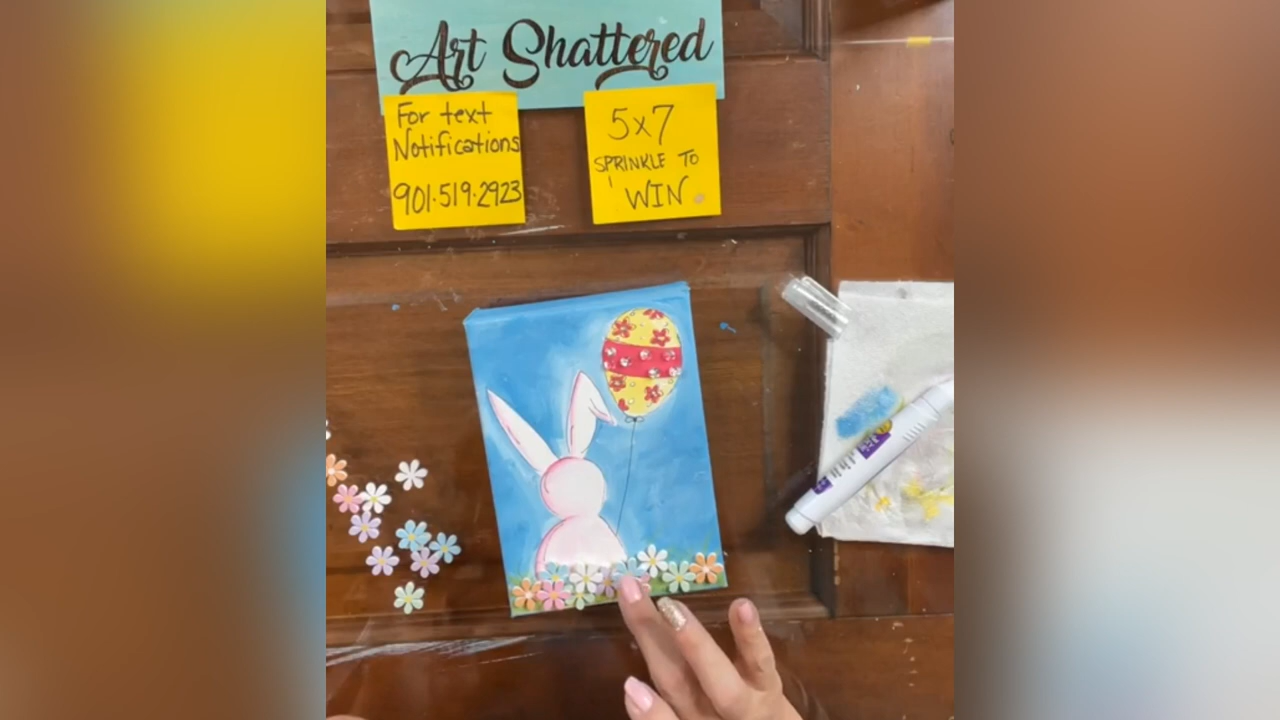 Art Shattered
For text
Notifications
901.519.2923
5x7
SPRINKLE TO
WIN